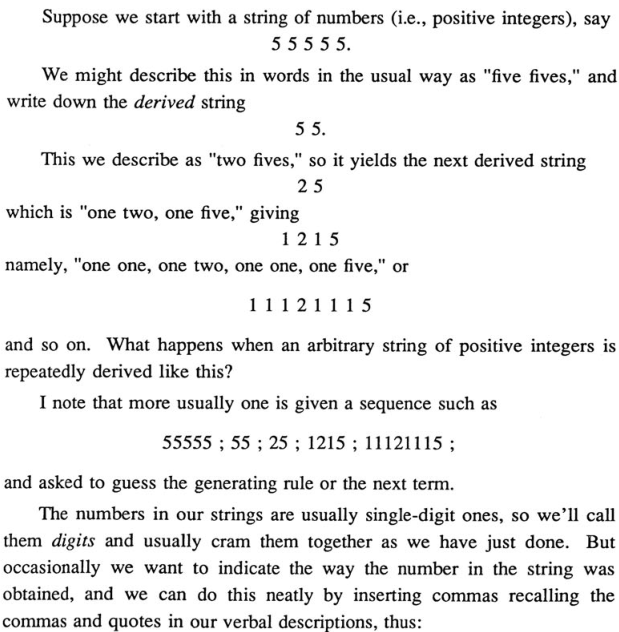 Suppose we start with a string of numbers (i.e., positive integers), say
5 5 5 5 5.
We might describe this in words in the usual way as "five fives," and
write down the derived string
5 5.
This we describe as "two fives," so it yields the next derived string
2 5
which is "one two, one five," giving
1 2 1 5
namely, "one one, one two, one one, one five," or
1 1 1 2 1 1 1 5
and so on. What happens when an arbitrary string of positive integers is
repeatedly derived like this?
I note that more usually one is given a sequence such as
55555 ; 55 ; 25 ; 1215 ; 11121115 ;
and asked to guess the generating rule or the next term.
The numbers in our strings are usually single-digit ones, so we'll call
them digits and usually cram them together as we have just done. But
occasionally we want to indicate the way the number in the string was
obtained, and we can do this neatly by inserting commas recalling the
commas and quotes in our verbal descriptions, thus: